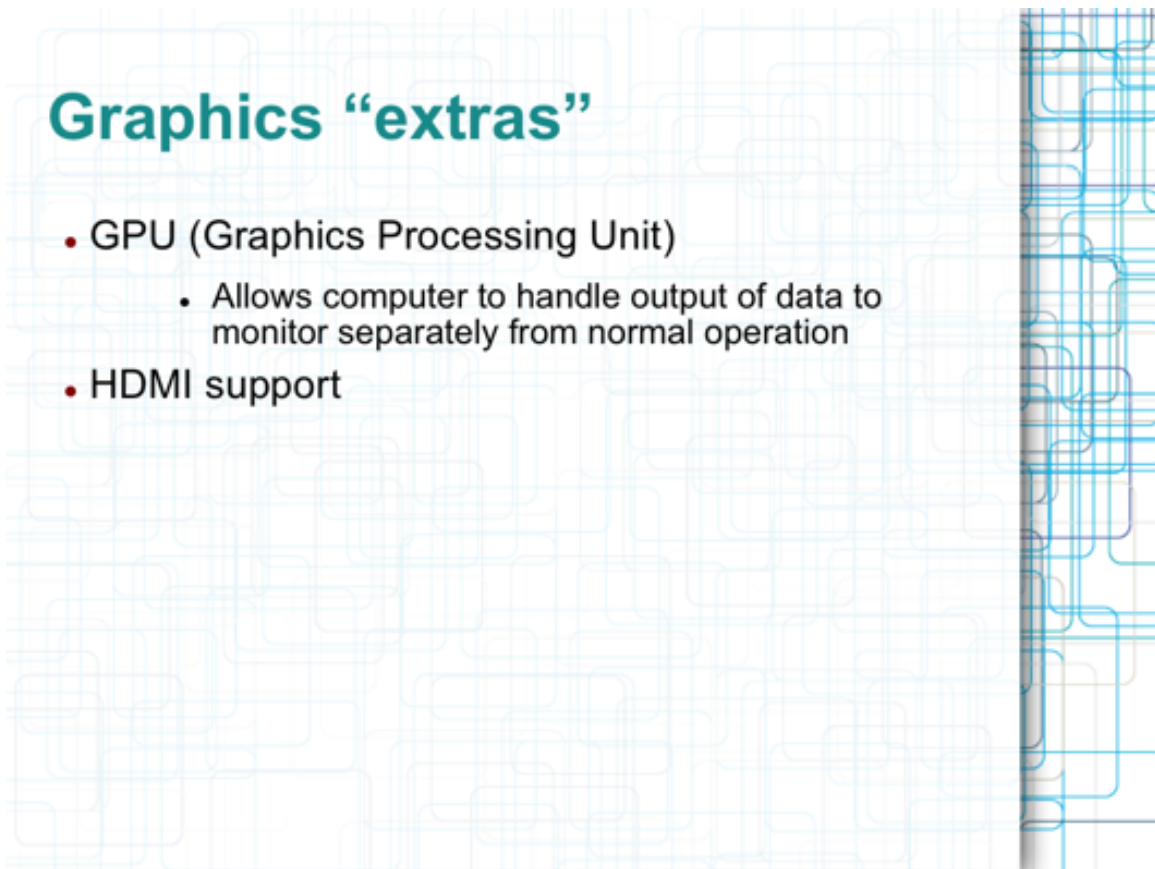 Graphics “extras”
• GPU (Graphics Processing Unit)
• Allows computer to handle output of data to
monitor separately from normal operation
• HDMI support